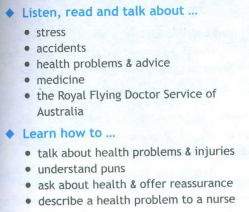 ◆ Listen, read and talk about ...
• stress
• accidents
• health problems & advice
• medicine
• the Royal Flying Doctor Service of
Australia
◆ Learn how to ...
• talk about health problems & injuries
• understand puns
• ask about health & offer reassurance
• describe a health problem to a nurse